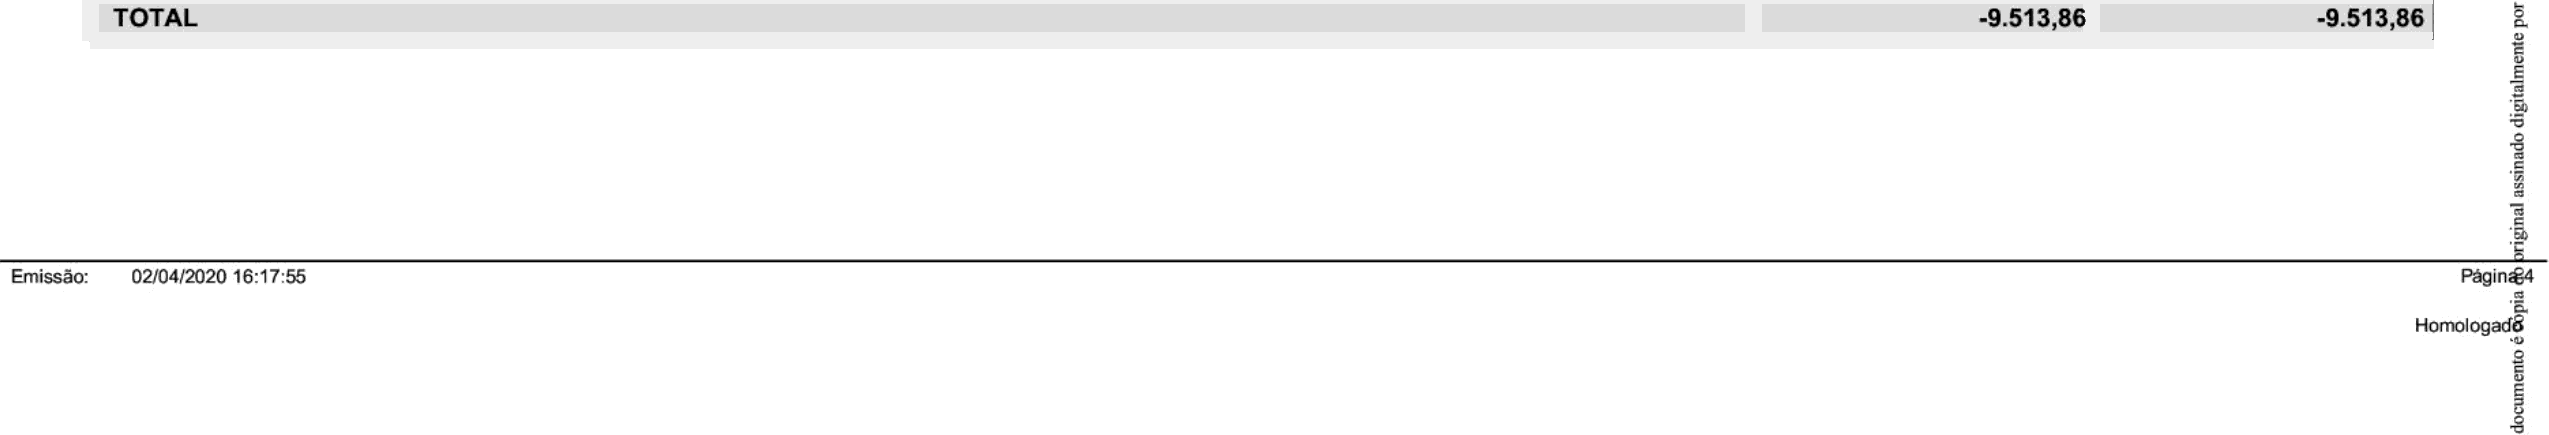 TOTAL -9.513,86 -9.513,86
Emissão: 02/04/2020 16:17:55 Página 4
Homologado
documento é cópia do original assinado digitalmente por